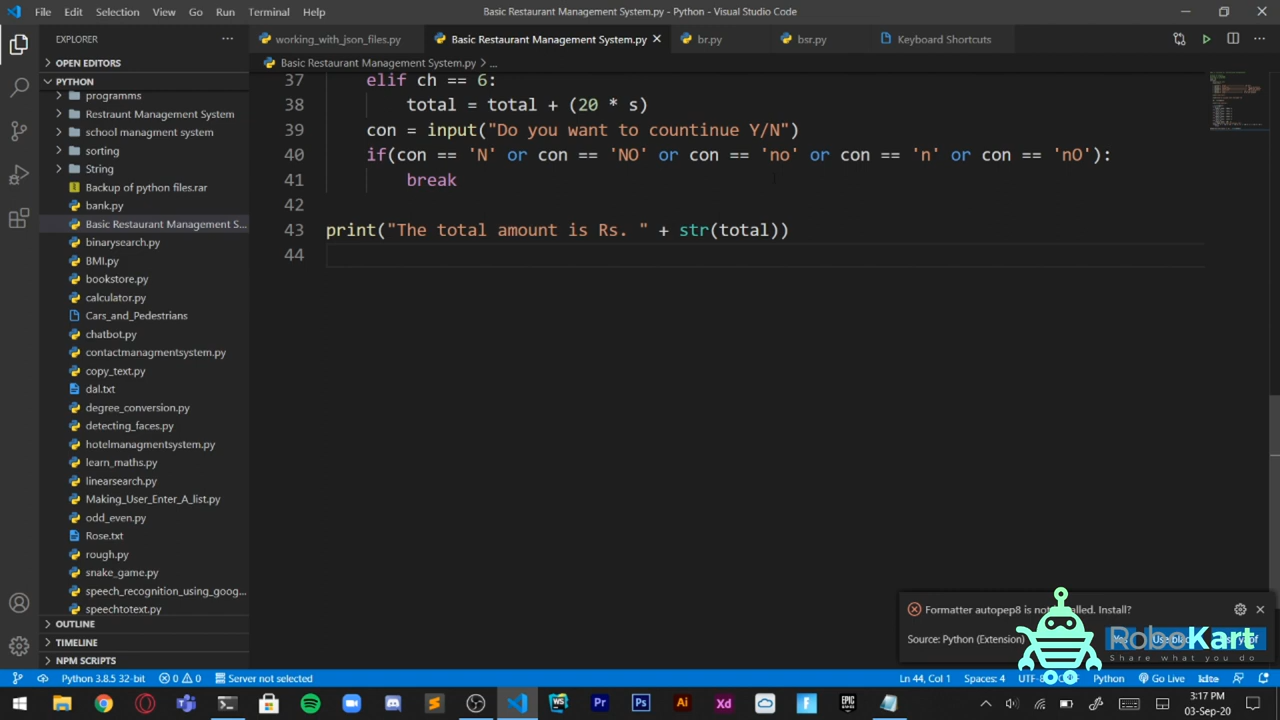 File Edit Selection View Go Run Terminal Help
Basic Restaurant Management System.py - Python - Visual Studio Code
EXPLORER
working_with_json_files.py
Basic Restaurant Management System.py
br.py
bsr.py
Keyboard Shortcuts
OPEN EDITORS
Basic Restaurant Management System.py > ...
PYTHON
programms
Restraunt Management System
school managment system
sorting
String
Backup of python files.rar
bank.py
Basic Restaurant Management S...
binarysearch.py
BMI.py
bookstore.py
calculator.py
Cars_and_Pedestrians
chatbot.py
contactmanagmentsystem.py
copy_text.py
dal.txt
degree_conversion.py
detecting_faces.py
hotelmanagmentsystem.py
learn_maths.py
linearsearch.py
Making_User_Enter_A_list.py
odd_even.py
Rose.txt
rough.py
snake_game.py
speech_recognition_using_goog...
speechtotext.py
OUTLINE
TIMELINE
NPM SCRIPTS
37 elif ch == 6:
38 total = total + (20 * s)
39 con = input("Do you want to countinue Y/N")
40 if(con == 'N' or con == 'NO' or con == 'no' or con == 'n' or con == 'nO'):
41 break
42
43 print("The total amount is Rs. " + str(total))
44
Formatter autopep8 is not Install?
Source: Python (Extension)
RoboKart
Share what you do
Python 3.8.5 32-bit 0 0 Server not selected
Ln 44, Col 1 Spaces: 4 Python Go Live kite
3:17 PM
03-Sep-20